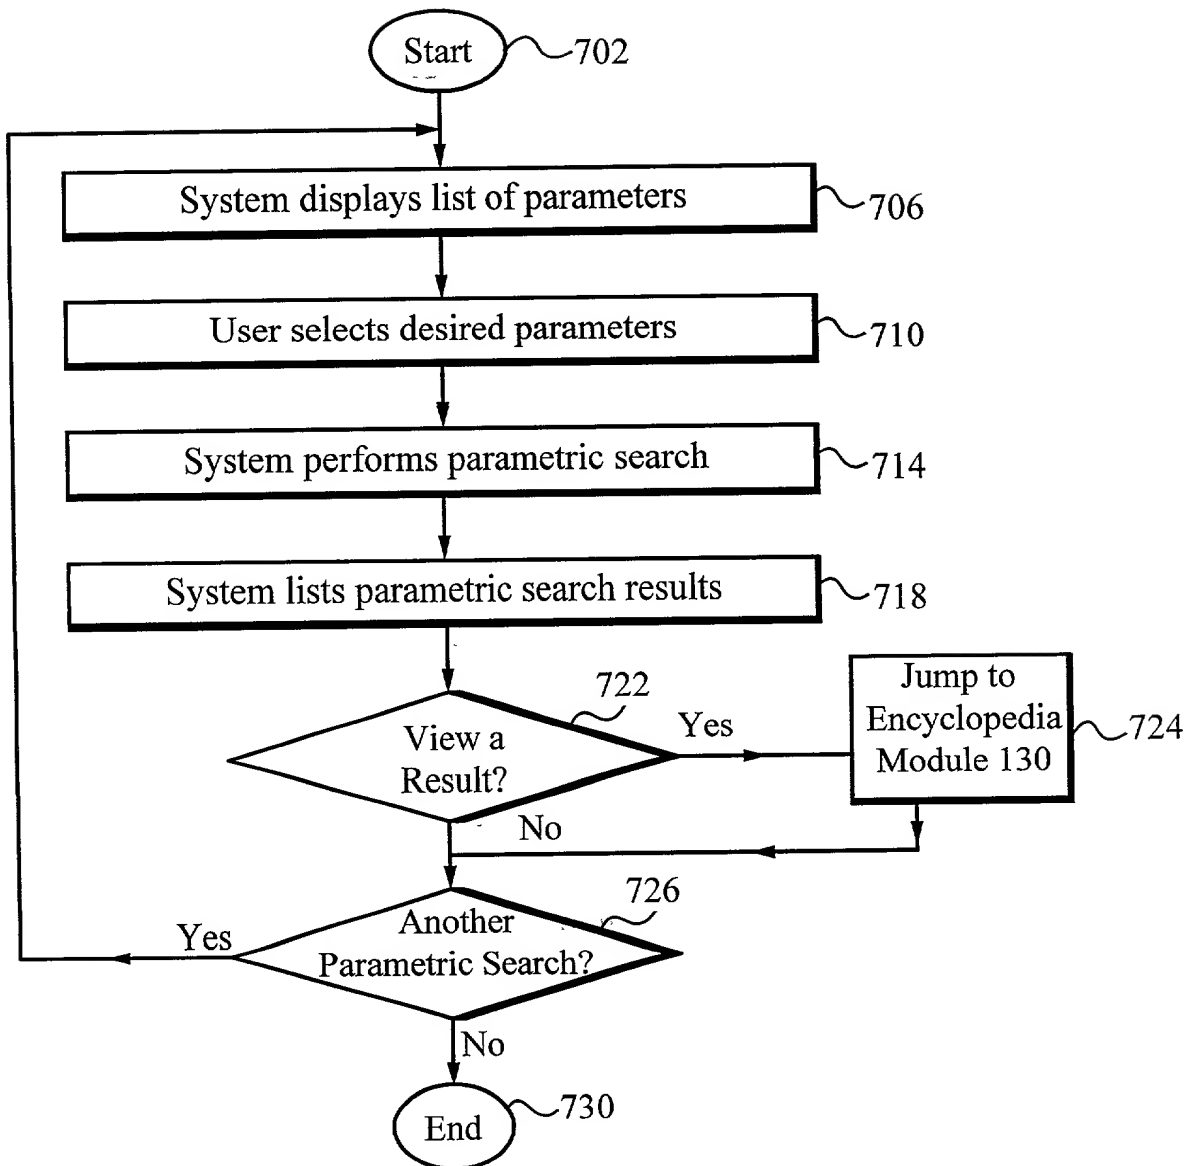 Start
702
System displays list of parameters
706
User selects desired parameters
710
System performs parametric search
714
System lists parametric search results
718
722
View a
Result?
Yes
Jump to
Encyclopedia
Module 130
724
No
726
Another
Parametric Search?
Yes
No
End
730